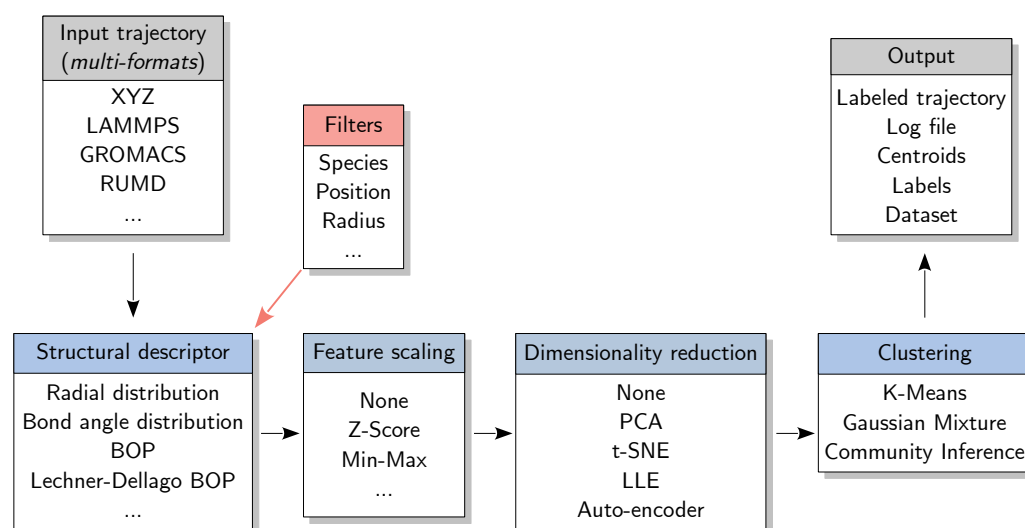 Input trajectory
(multi-formats)
XYZ
LAMMPS
GROMACS
RUMD
...
Filters
Species
Position
Radius
...
Output
Labeled trajectory
Log file
Centroids
Labels
Dataset
Structural descriptor
Radial distribution
Bond angle distribution
BOP
Lechner-Dellago BOP
...
Feature scaling
None
Z-Score
Min-Max
...
Dimensionality reduction
None
PCA
t-SNE
LLE
Auto-encoder
Clustering
K-Means
Gaussian Mixture
Community Inference